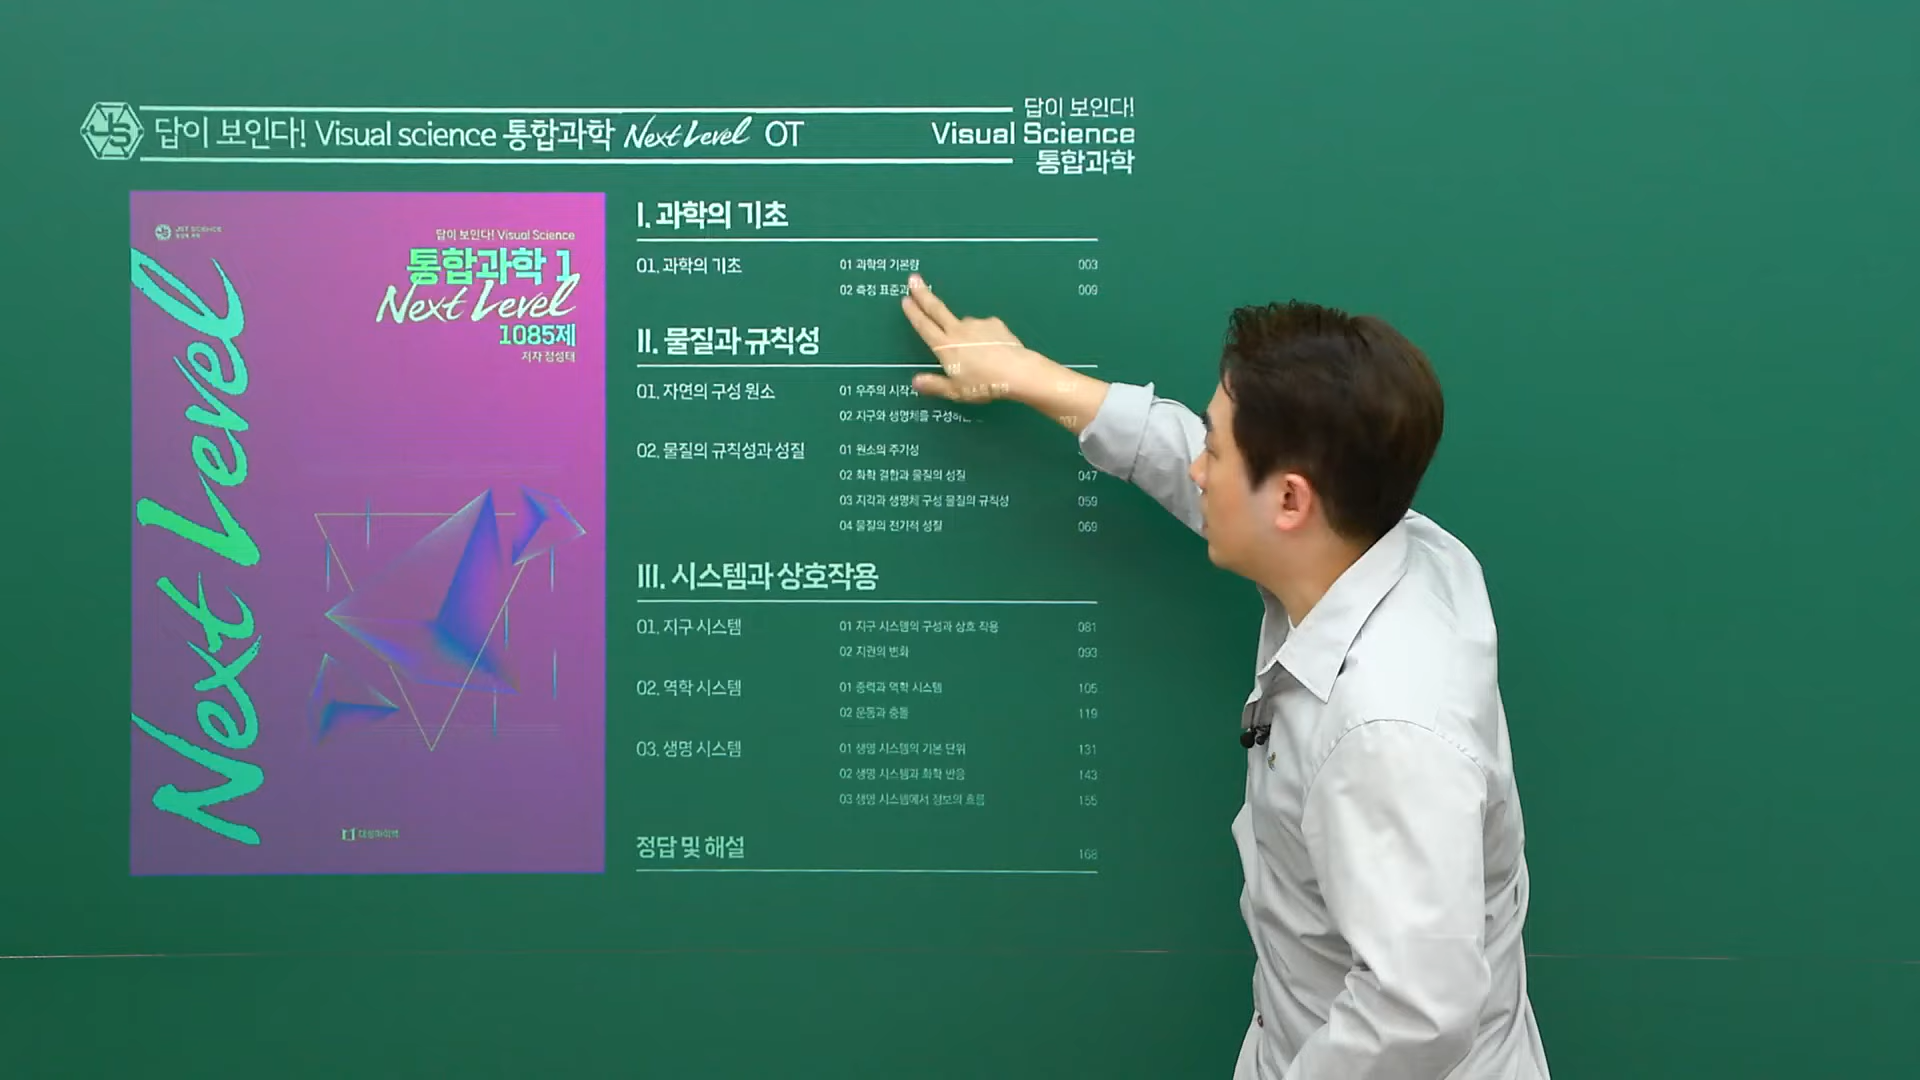 답이 보인다! Visual science 통합과학 Next Level OT
답이 보인다!
Visual Science
통합과학
JST SCIENCE
답이 보인다! Visual Science
통합과학 1
Next Level
1085제
저자 정성태
Next Level
I. 과학의 기초
01. 과학의 기초
01 과학의 기본량 003
02 측정 표준과 009
II. 물질과 규칙성
01. 자연의 구성 원소
01 우주의 시작과
02 지구와 생명체를 구성하는 037
02. 물질의 규칙성과 성질
01 원소의 주기성
02 화학 결합과 물질의 성질 047
03 지각과 생명체 구성 물질의 규칙성 059
04 물질의 전기적 성질 069
III. 시스템과 상호작용
01. 지구 시스템
01 지구 시스템의 구성과 상호 작용 081
02 지권의 변화 093
02. 역학 시스템
01 중력과 역학 시스템 105
02 운동과 충돌 119
03. 생명 시스템
01 생명 시스템의 기본 단위 131
02 생명 시스템과 화학 반응 143
03 생명 시스템에서 정보의 흐름 155
정답 및 해설 168